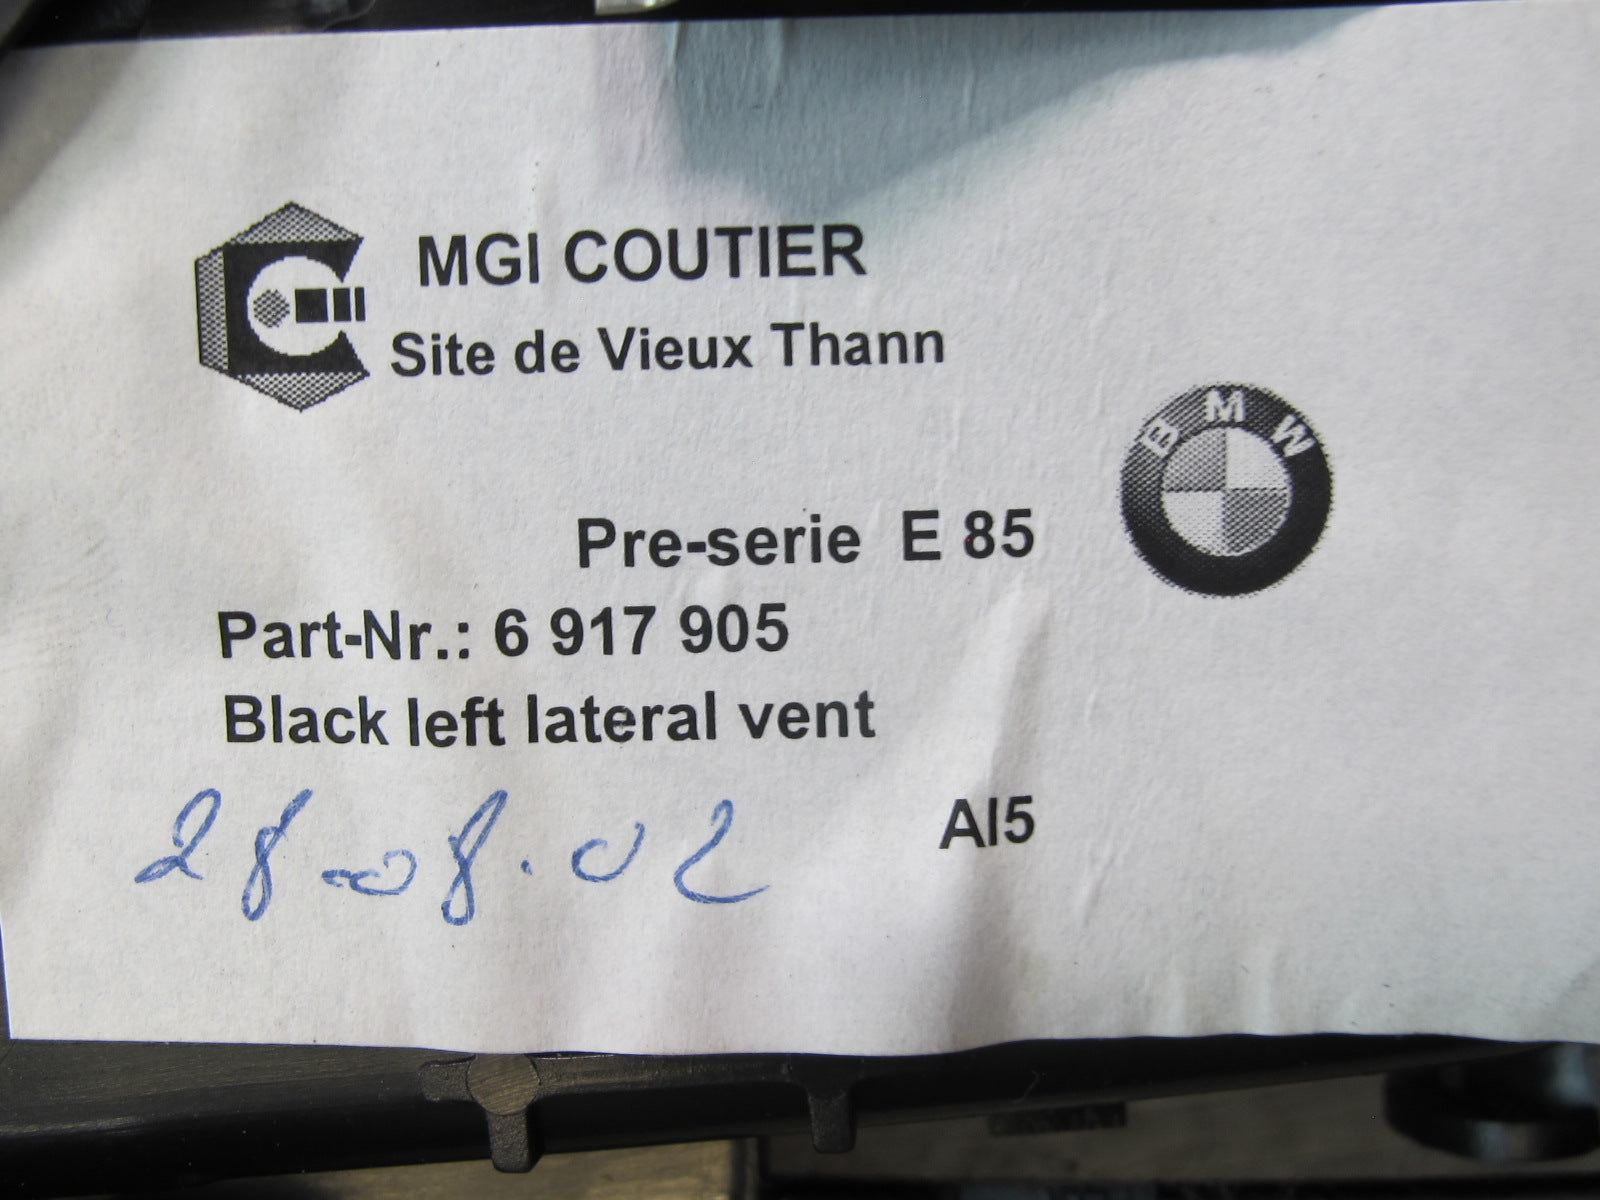 MGI COUTIER
Site de Vieux Thann
BMW
Pre-serie E 85
Part-Nr.: 6 917 905
Black left lateral vent
AI5
28.08.02